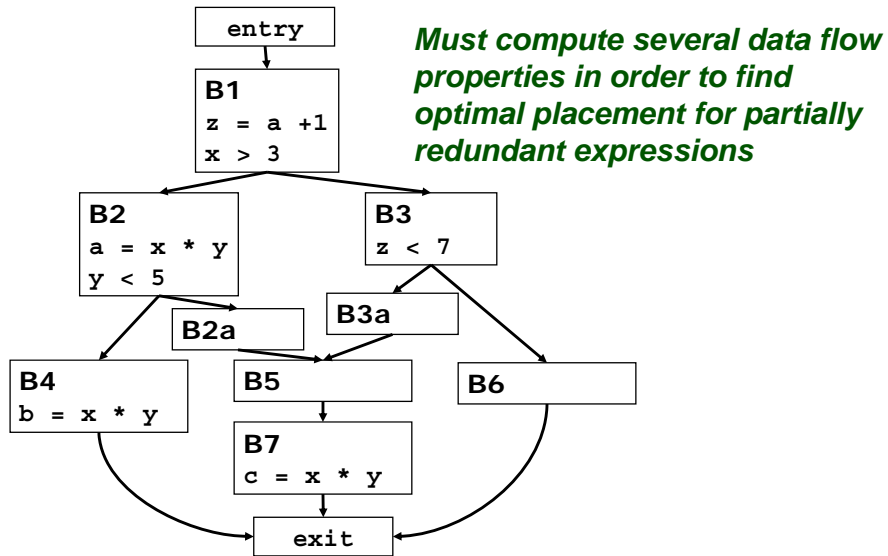 entry
Must compute several data flow
properties in order to find
optimal placement for partially
redundant expressions
B1
z = a +1
x > 3
B2
a = x * y
y < 5
B3
z < 7
B2a
B3a
B4
b = x * y
B5
B6
B7
c = x * y
exit